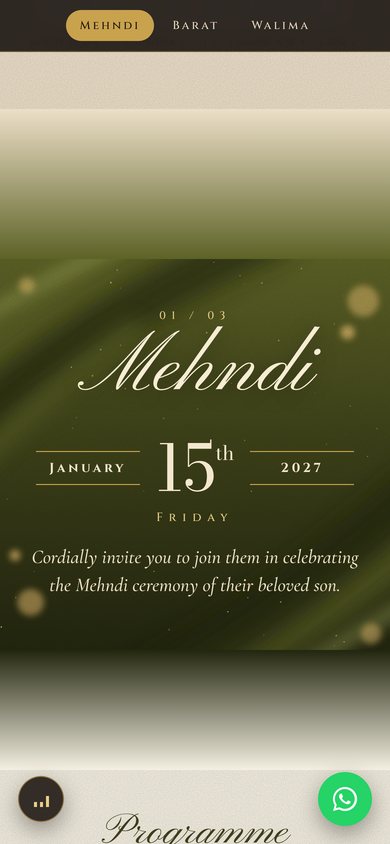 Mehndi Barat Walima
01 / 03
Mehndi
January 15th 2027
Friday
Cordially invite you to join them in celebrating
the Mehndi ceremony of their beloved son.
Programme